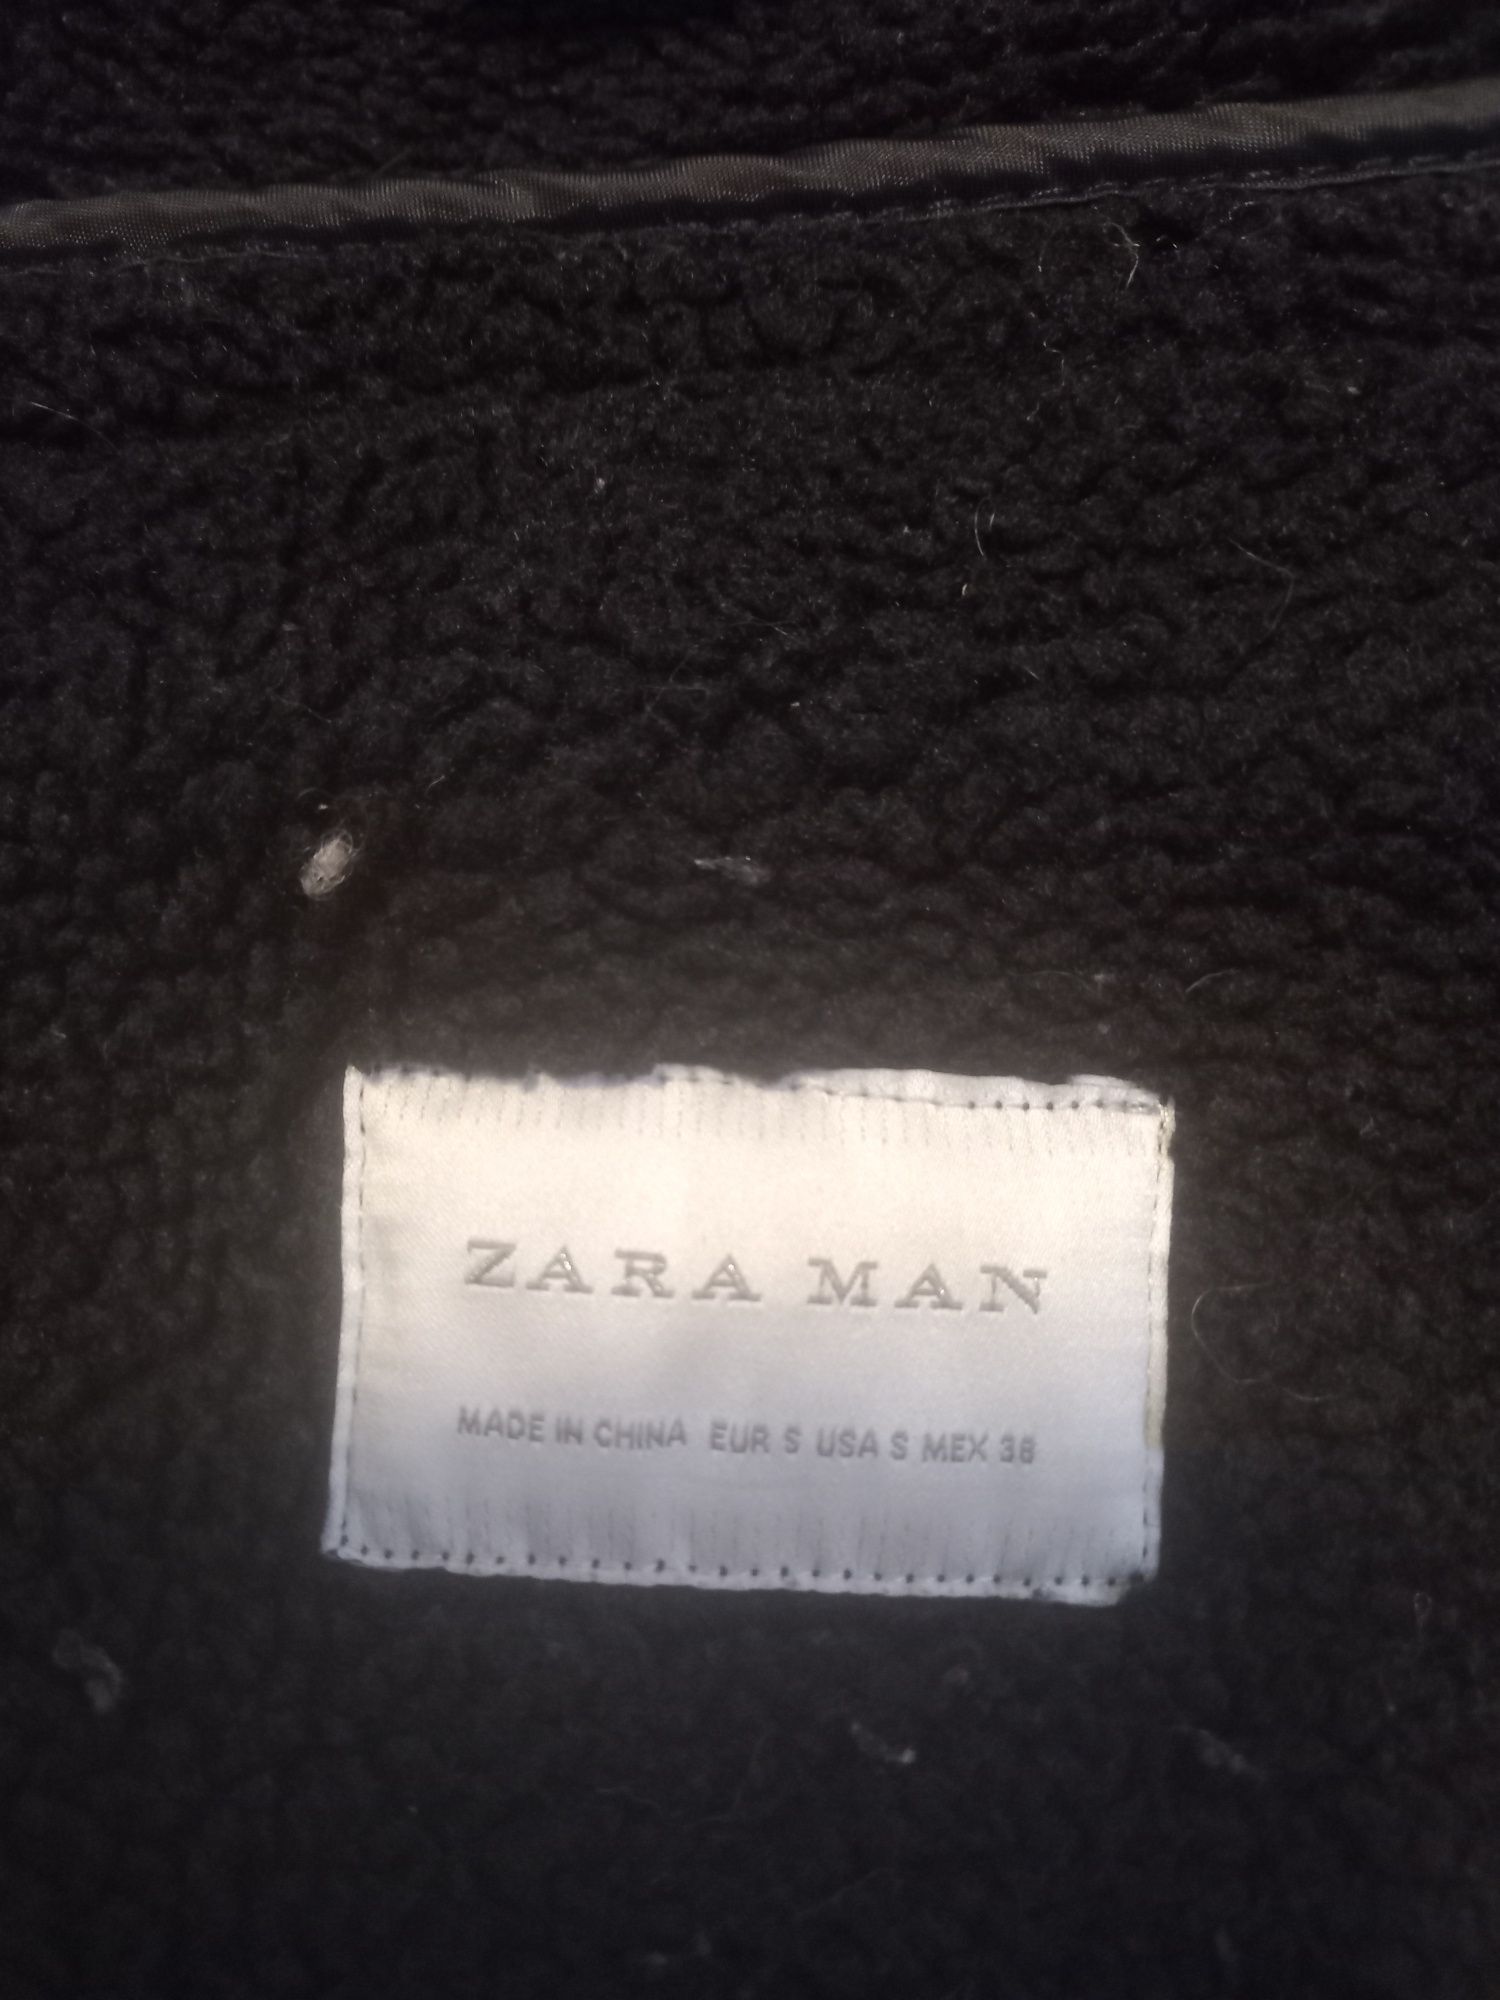 ZARA MAN
MADE IN CHINA EUR S USA S MEX 38